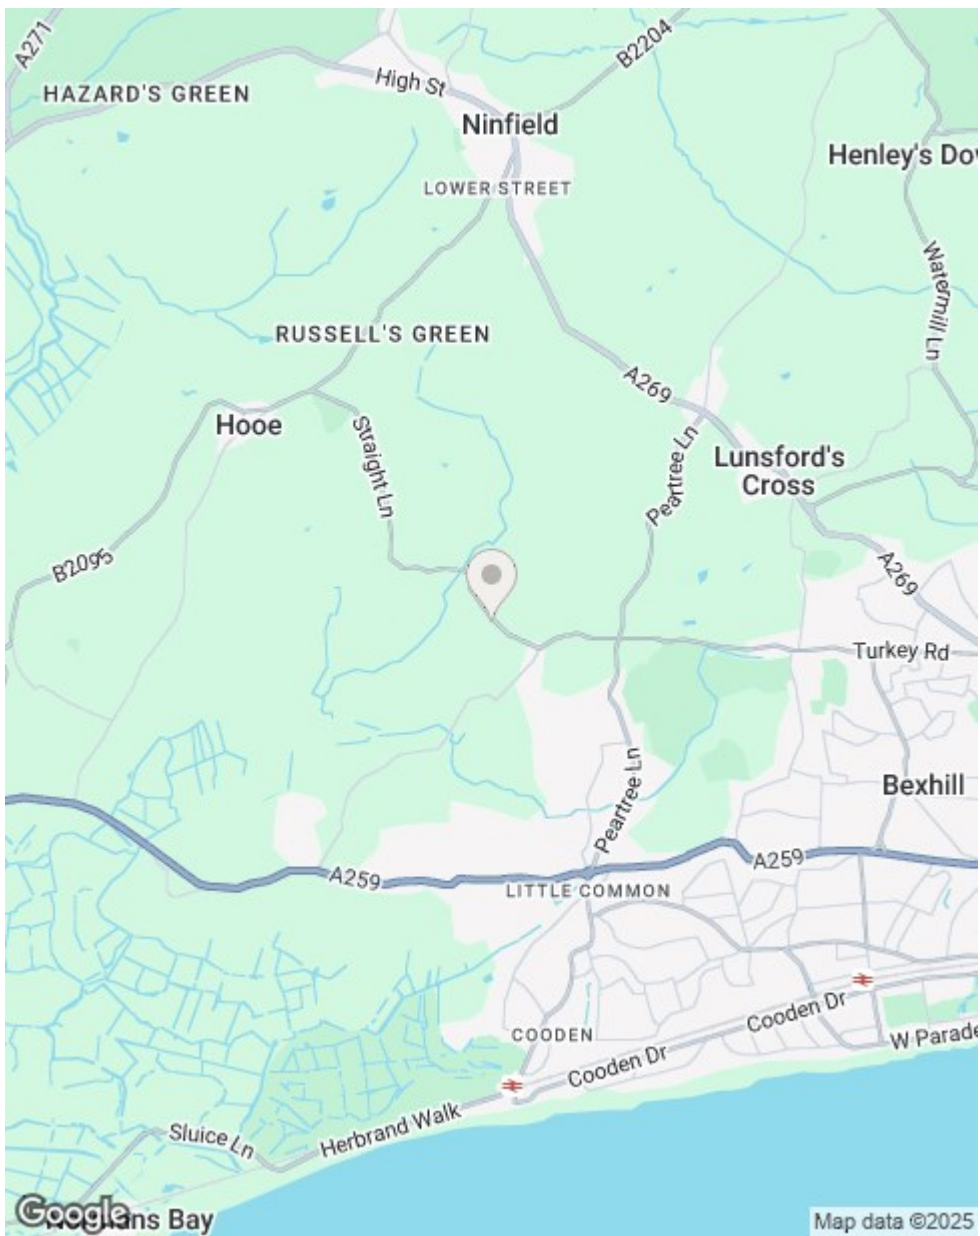 A271
B2204
High St
HAZARD'S GREEN
Ninfield
Henley's Dov
LOWER STREET
Watermill Ln
RUSSELL'S GREEN
A269
Hooe
Straight Ln
Peartree Ln
Lunsford's
Cross
B2095
A269
Turkey Rd
Peartree Ln
Bexhill
A259
A259
LITTLE COMMON
COODEN
Cooden Dr
Cooden Dr
W Parade
Herbrand Walk
Sluice Ln
Google
Normans Bay
Map data ©2025